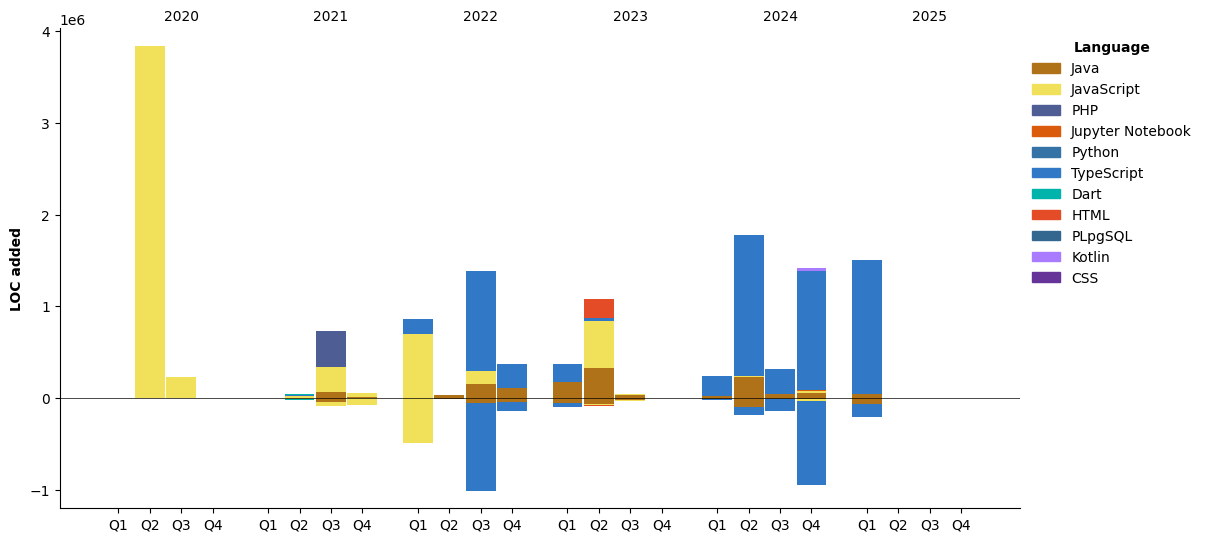 1e6
2020 2021 2022 2023 2024 2025
4
3
2
1
0
−1
LOC added
Q1 Q2 Q3 Q4 Q1 Q2 Q3 Q4 Q1 Q2 Q3 Q4 Q1 Q2 Q3 Q4 Q1 Q2 Q3 Q4 Q1 Q2 Q3 Q4
Language
Java
JavaScript
PHP
Jupyter Notebook
Python
TypeScript
Dart
HTML
PLpgSQL
Kotlin
CSS